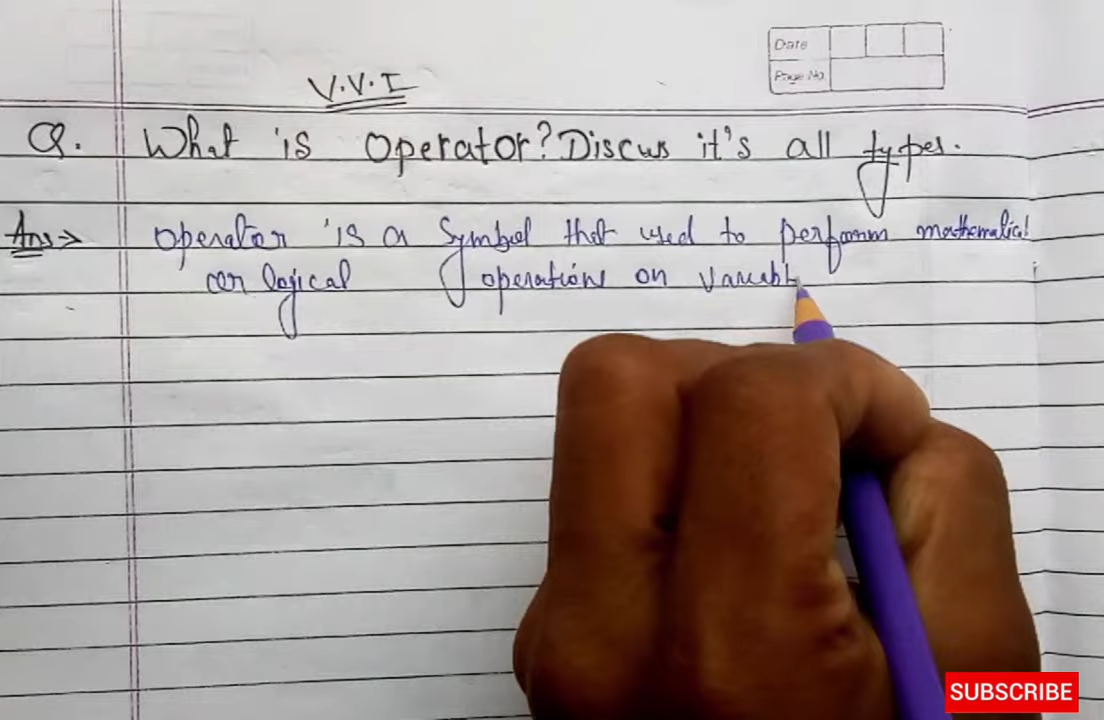 Date
Page No.
V.V.I
Q. What is Operator? Discus it's all types.
Ans⇒ Operator is a Symbol that used to perform mathematical
or logical operations on Variabl
SUBSCRIBE